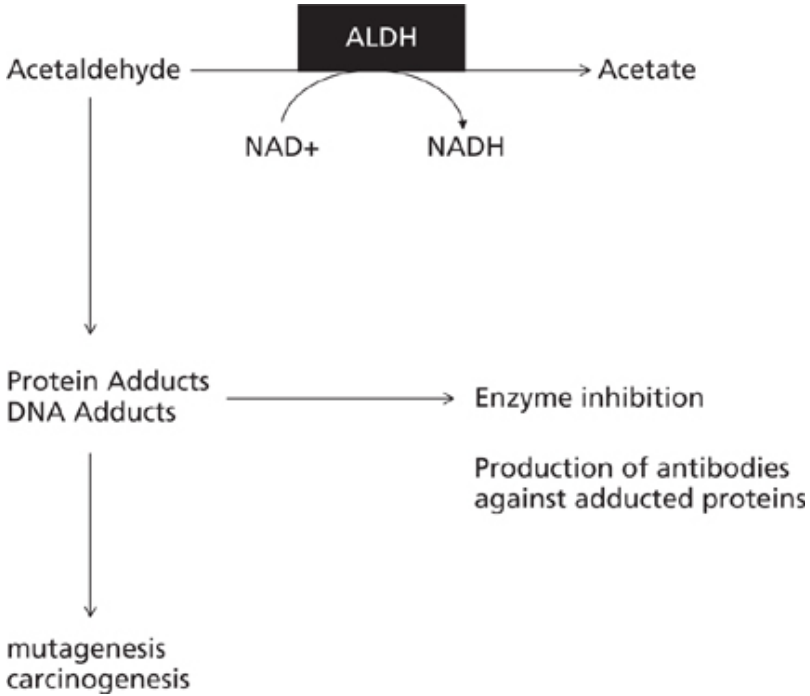 ALDH
Acetaldehyde
Acetate
NAD+
NADH
Protein Adducts
DNA Adducts
Enzyme inhibition
Production of antibodies
against adducted proteins
mutagenesis
carcinogenesis